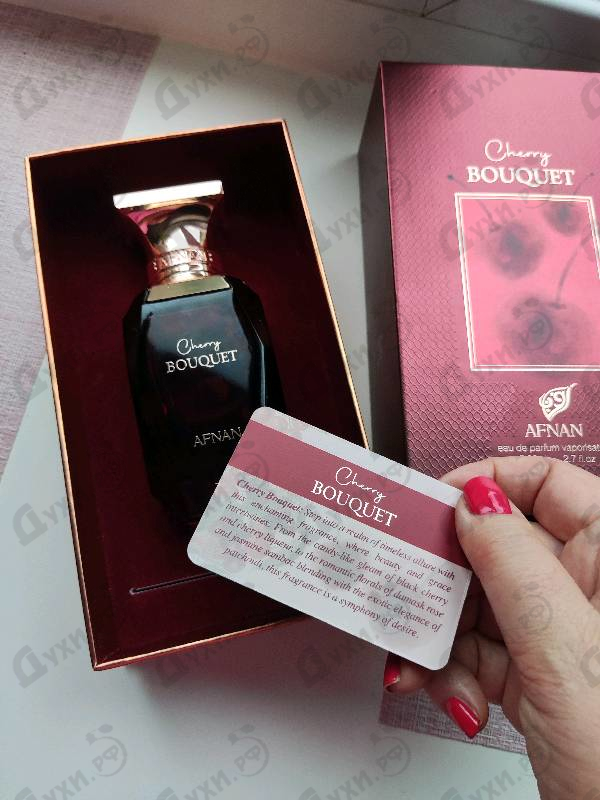 Cherry
BOUQUET
AFNAN
eau de parfum vaporisat
2.7 fl.oz
Cherry
BOUQUET
AFNAN
Cherry
BOUQUET
Cherry Bouquet: Step into a realm of timeless allure with
this enchanting fragrance, where beauty and grace
intertwines. From the candy-like gleam of black cherry
and cherry liqueur, to the romantic florals of damask rose
and jasmine sambac blending with the exotic elegance of
patchouli, this fragrance is a symphony of desire.
Духи.рф